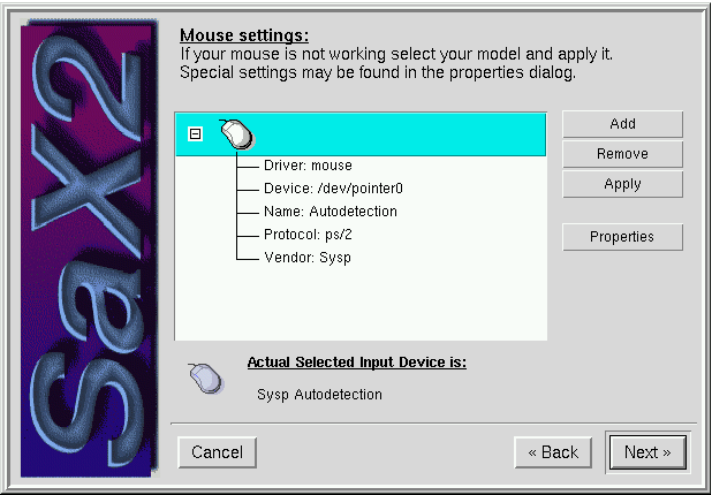 SaX2
Mouse settings:
If your mouse is not working select your model and apply it.
Special settings may be found in the properties dialog.
Driver: mouse
Device: /dev/pointer0
Name: Autodetection
Protocol: ps/2
Vendor: Sysp
Add
Remove
Apply
Properties
Actual Selected Input Device is:
Sysp Autodetection
Cancel
« Back
Next »